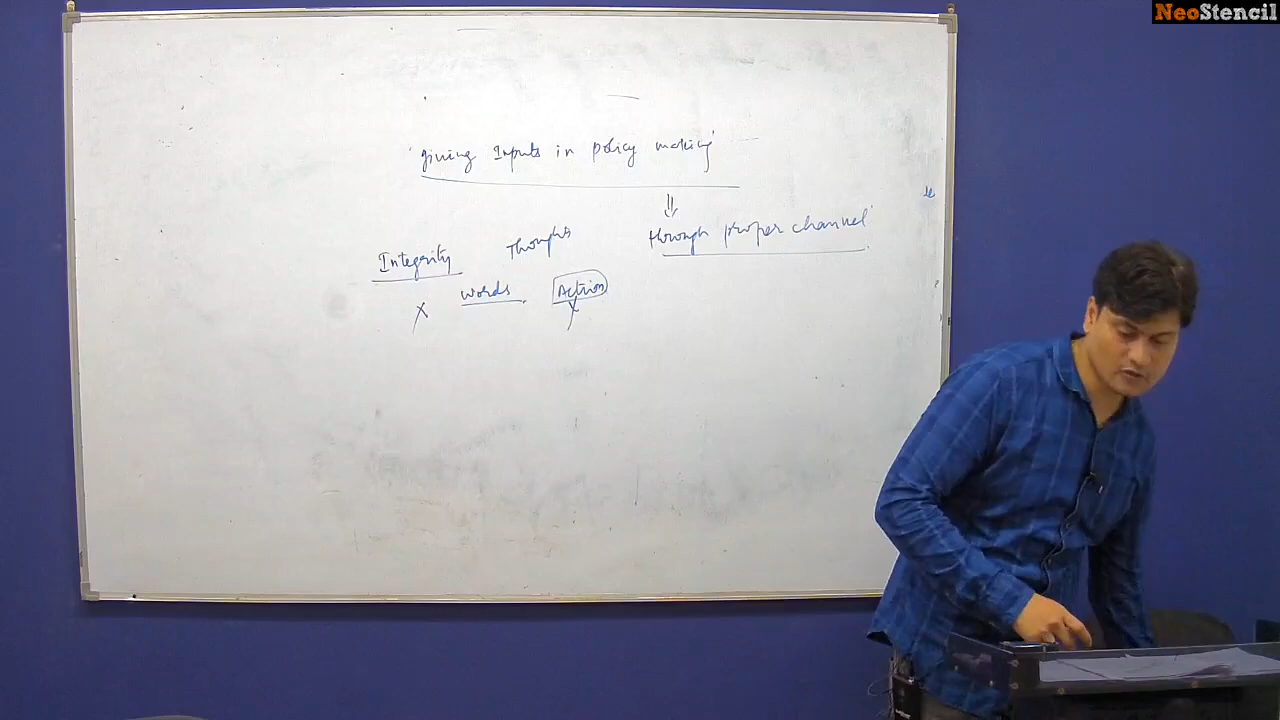 NeoStencil
'giving Inputs in policy making'
⇓
through proper channel'
Integrity Thoughts
words Action
X X